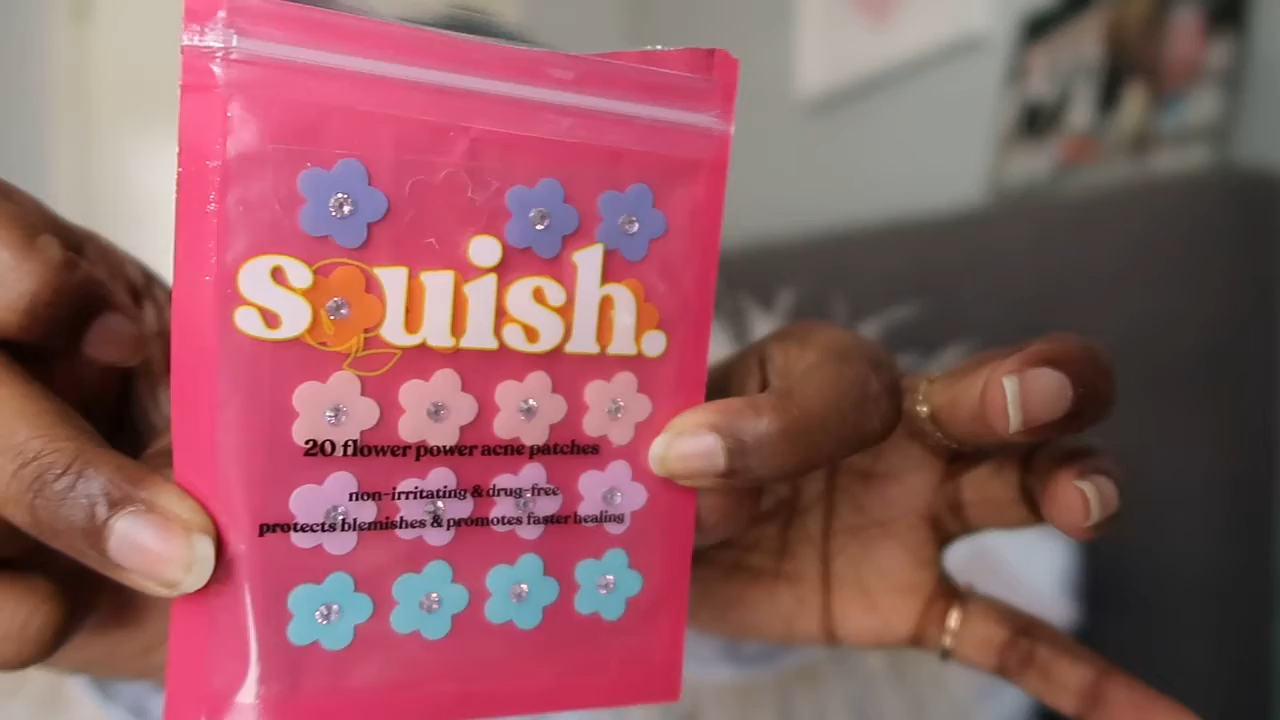 squish.
20 flower power acne patches
non-irritating & drug-free
protects blemishes & promotes faster healing